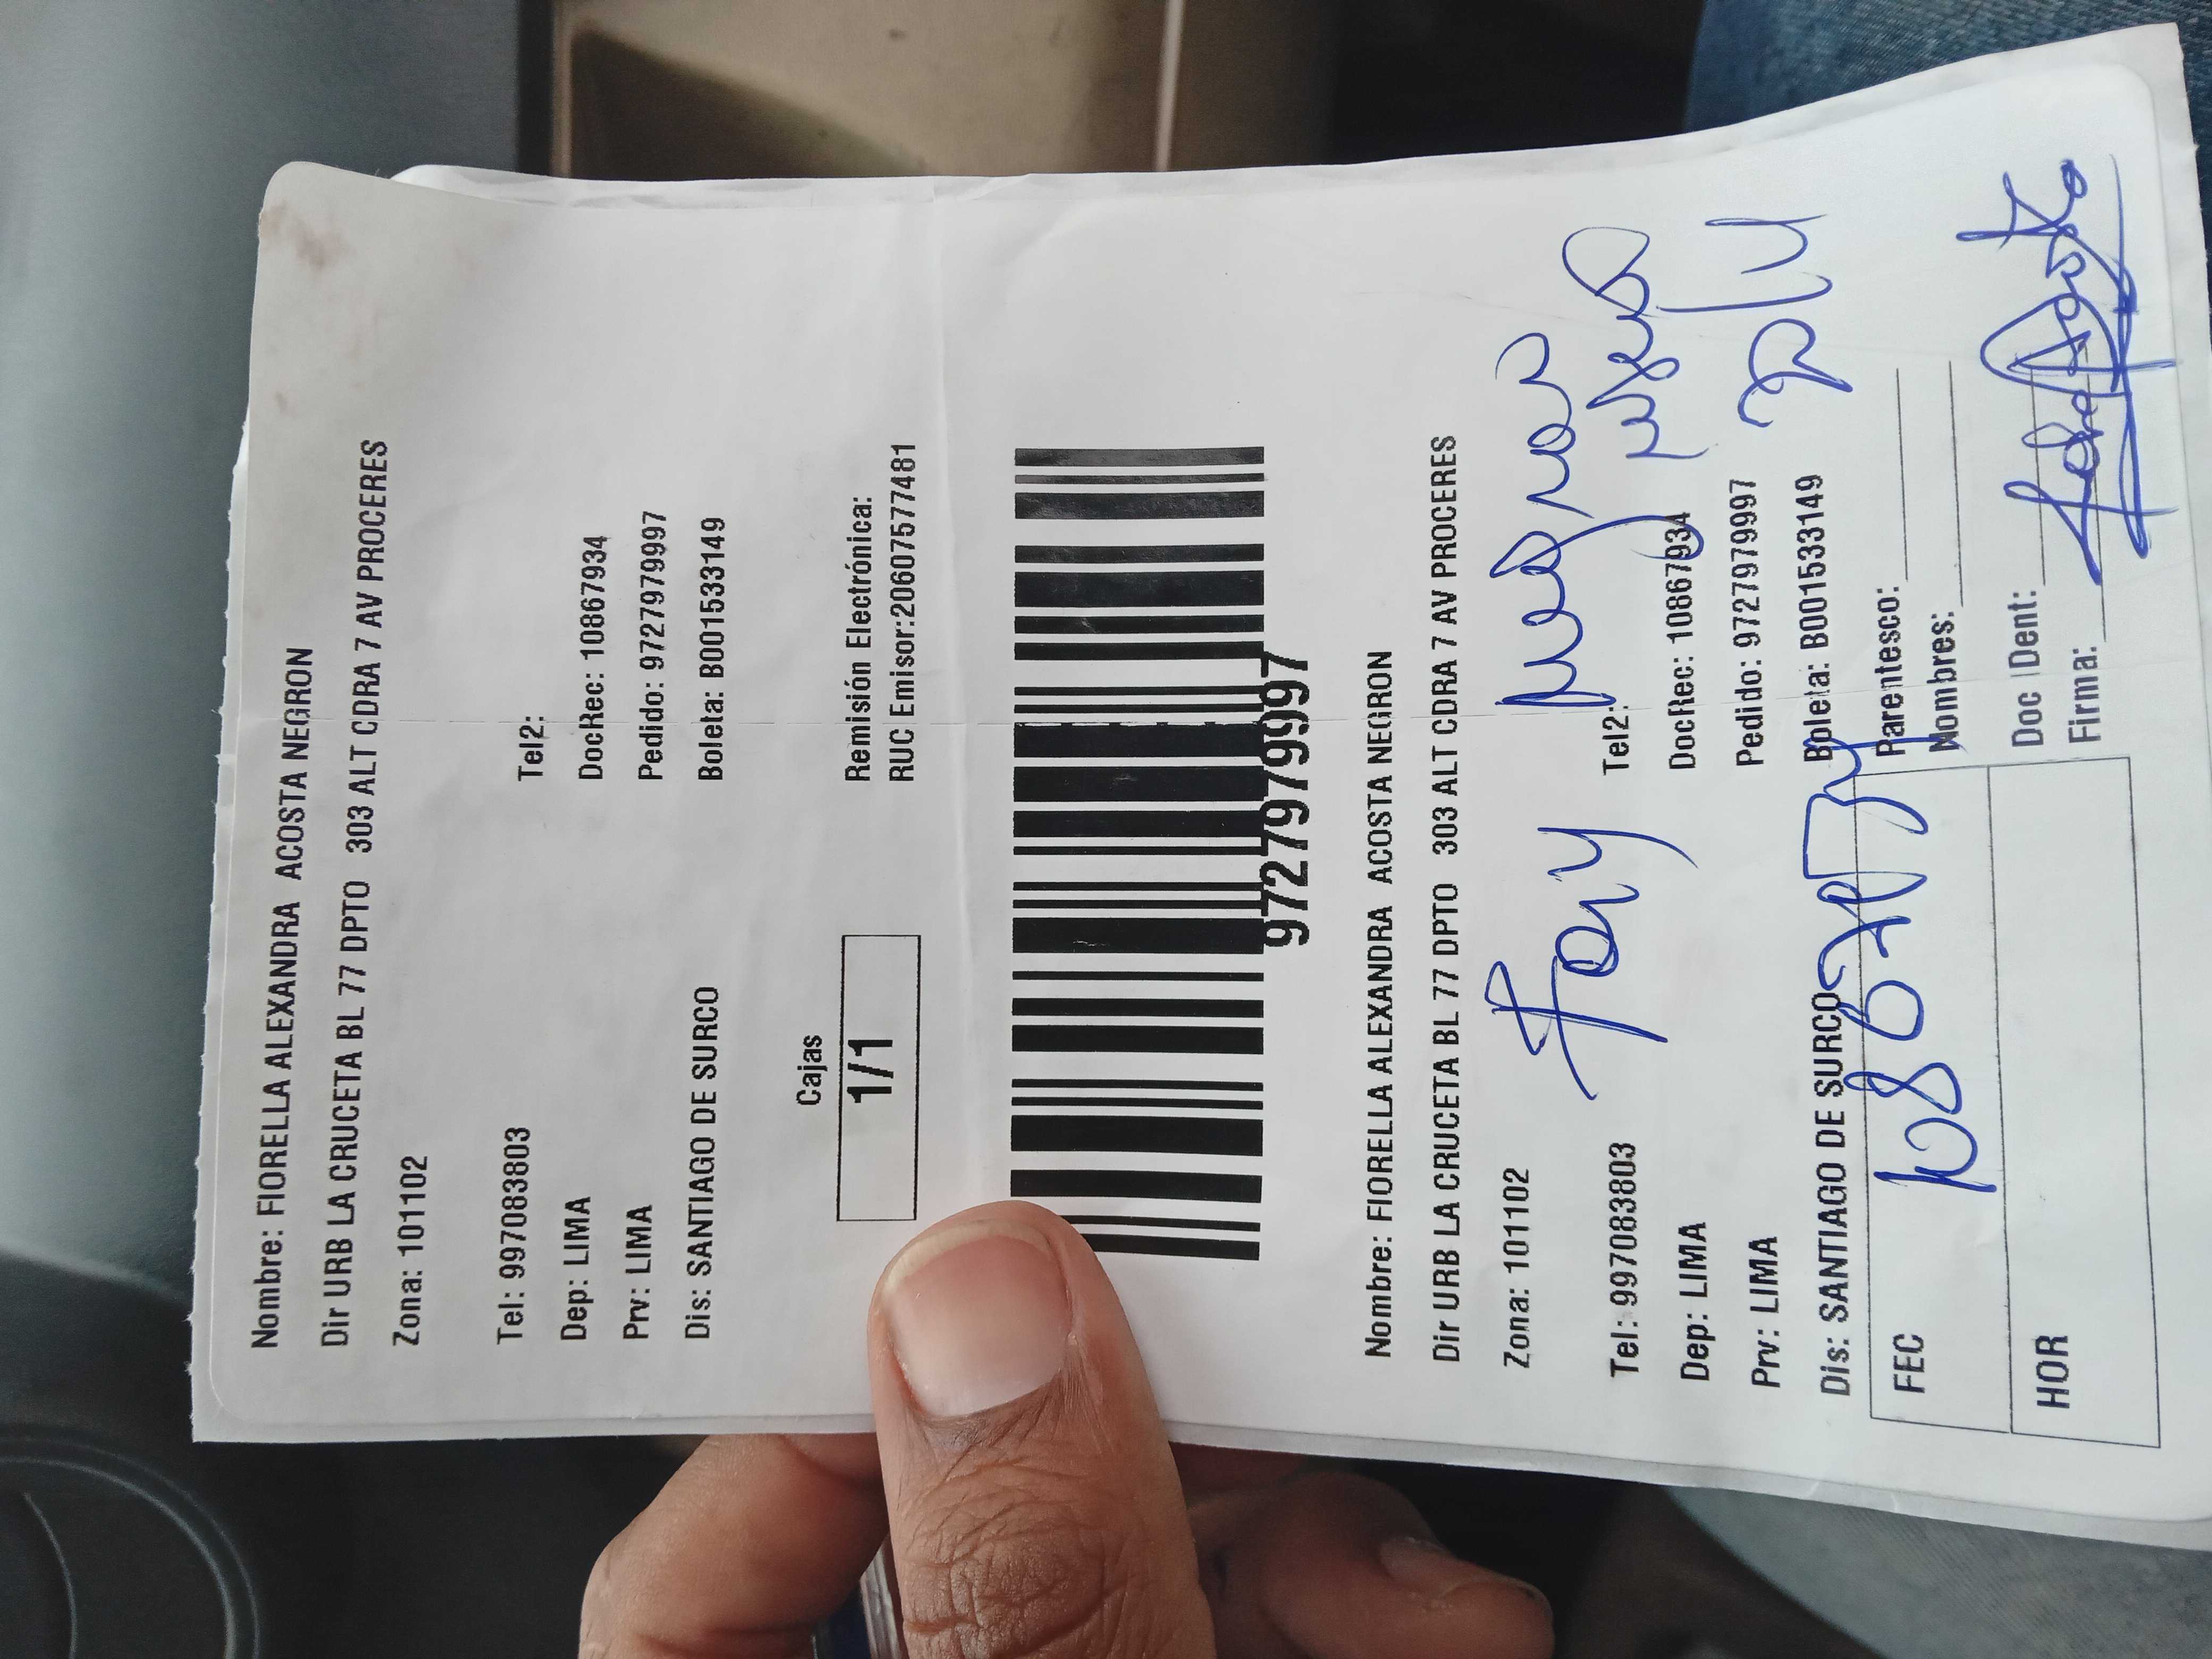 Nombre: FIORELLA ALEXANDRA ACOSTA NEGRON
Dir URB LA CRUCETA BL 77 DPTO 303 ALT CDRA 7 AV PROCERES
Zona: 101102
Tel: 997083803 Tel2:
Dep: LIMA DocRec: 10867934
Prv: LIMA Pedido: 972797979997
Dis: SANTIAGO DE SURCO Boleta: B001533149
Cajas
1/1
Remisión Electrónica:
RUC Emisor:20607577481
972797979997
Nombre: FIORELLA ALEXANDRA ACOSTA NEGRON
Dir URB LA CRUCETA BL 77 DPTO 303 ALT CDRA 7 AV PROCERES
Zona: 101102
Tel: 997083803 Tel2:
Dep: LIMA DocRec: 10867934
Prv: LIMA Pedido: 972797979997
Dis: SANTIAGO DE SURCO Boleta: B001533149
FEC
HOR
Parentesco:
Nombres:
Doc IDent:
Firma: